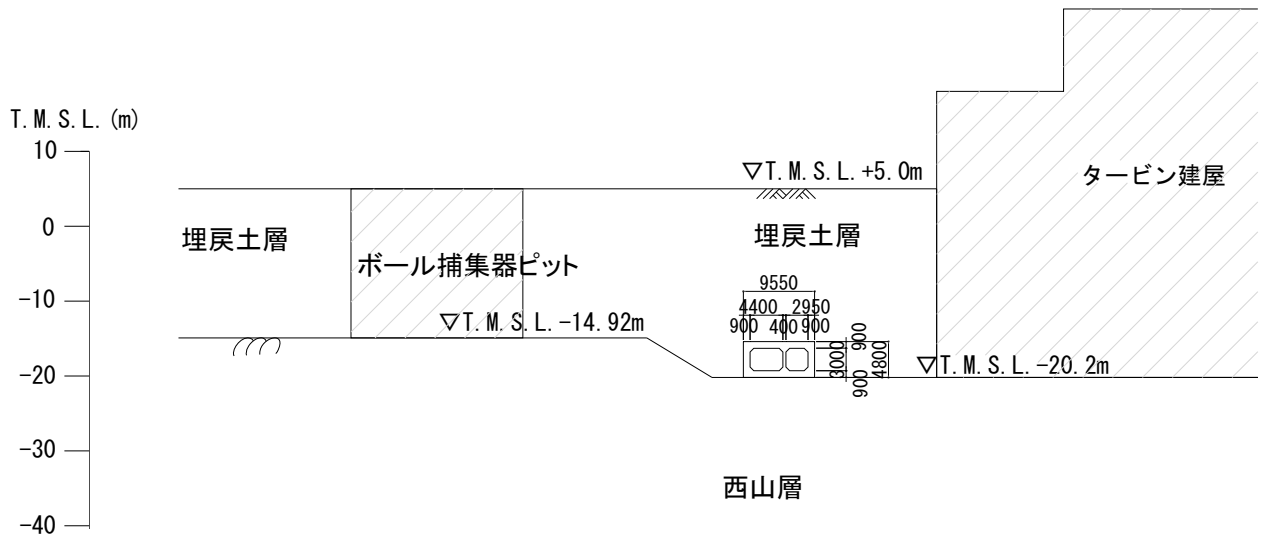 T.M.S.L.(m)
10
0
-10
-20
-30
-40
▽T.M.S.L.+5.0m
タービン建屋
埋戻土層
埋戻土層
ボール捕集器ピット
▽T.M.S.L.-14.92m
9550
4400 2950
900 400 900
900
3000
900
4800
▽T.M.S.L.-20.2m
西山層